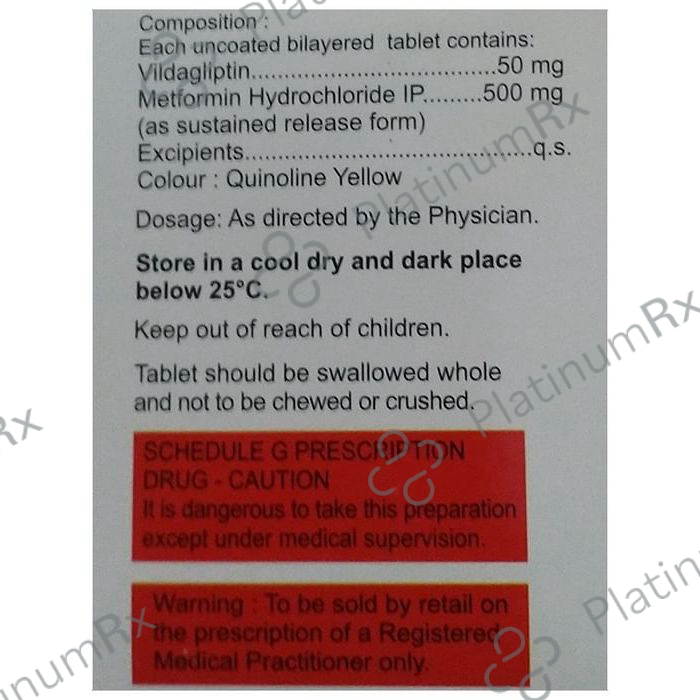 Composition :
Each uncoated bilayered tablet contains:
Vildagliptin.....................................50 mg
Metformin Hydrochloride IP.........500 mg
(as sustained release form)
Excipients..........................................q.s.
Colour : Quinoline Yellow
Dosage: As directed by the Physician.
Store in a cool dry and dark place
below 25°C.
Keep out of reach of children.
Tablet should be swallowed whole
and not to be chewed or crushed.
SCHEDULE G PRESCRIPTION
DRUG - CAUTION
It is dangerous to take this preparation
except under medical supervision.
Warning : To be sold by retail on
the prescription of a Registered
Medical Practitioner only.
PlatinumRx
PlatinumRx
PlatinumRx
Rx
Platin
inumRx